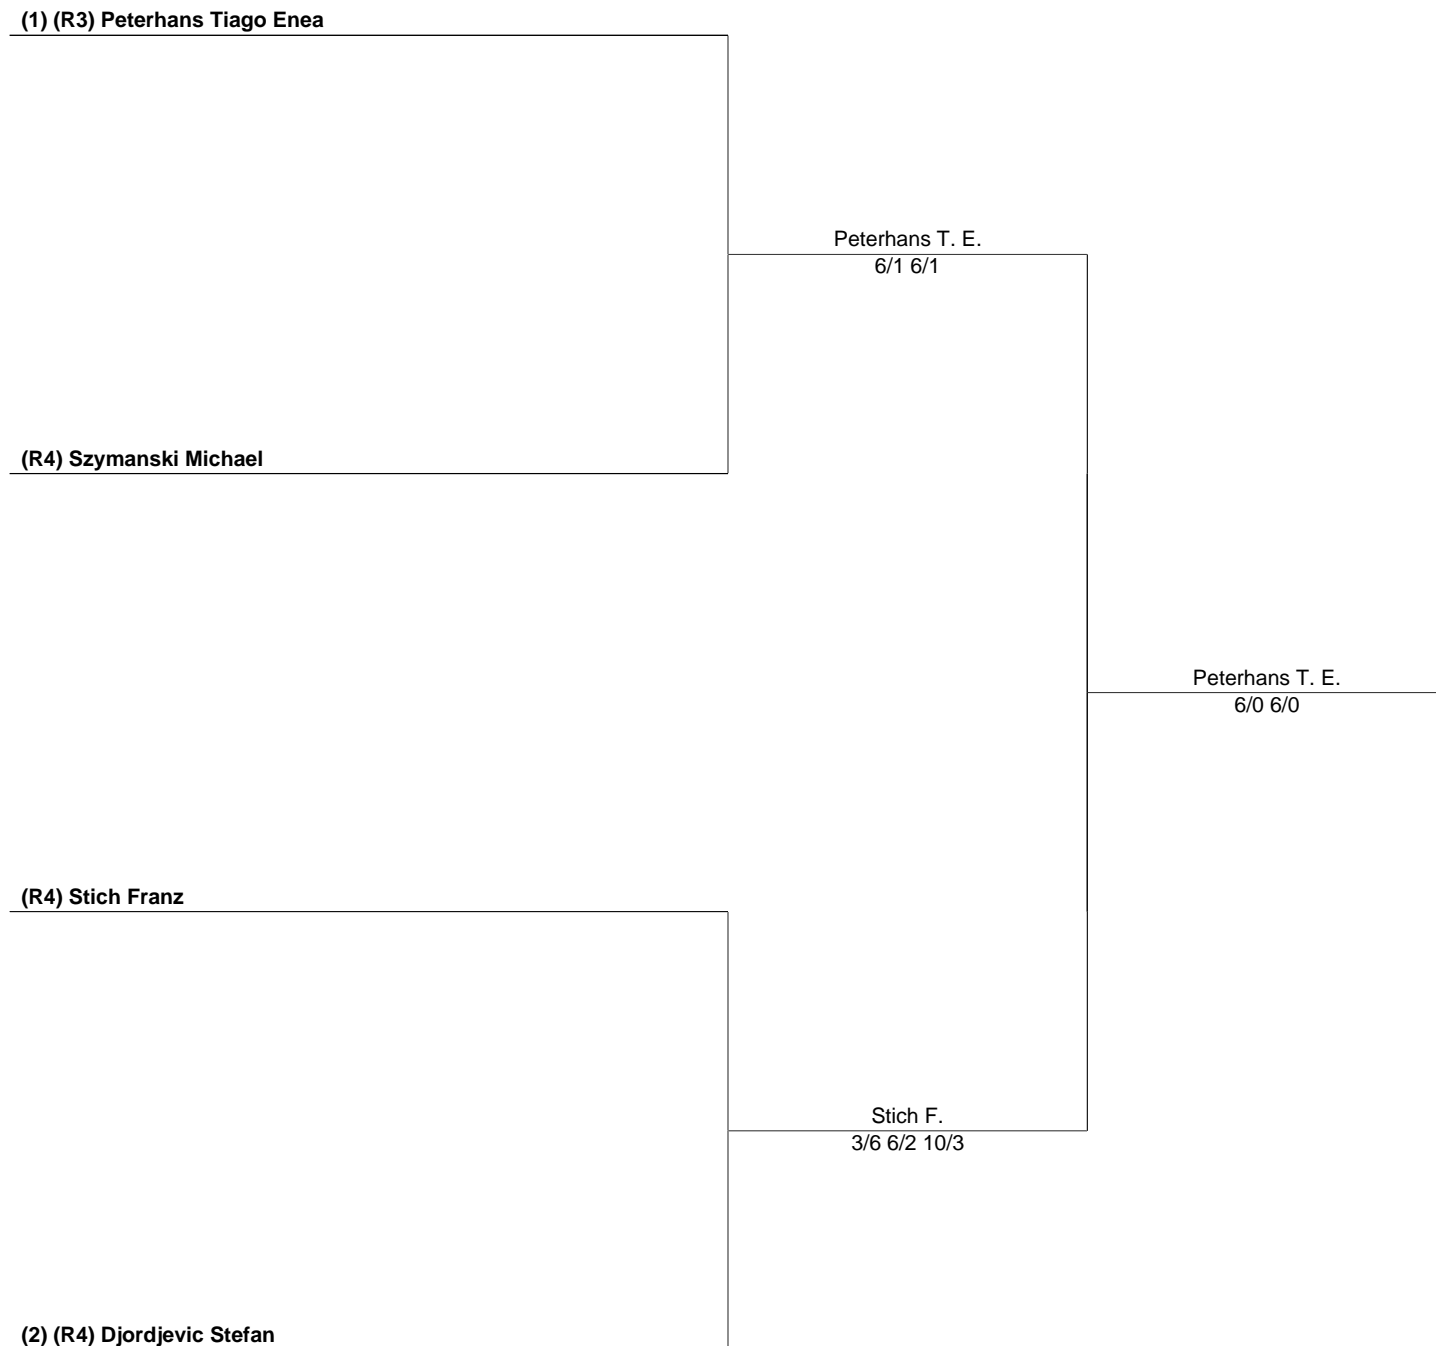 (1) (R3) Peterhans Tiago Enea
Peterhans T. E.
6/1 6/1
(R4) Szymanski Michael
Peterhans T. E.
6/0 6/0
(R4) Stich Franz
Stich F.
3/6 6/2 10/3
(2) (R4) Djordjevic Stefan